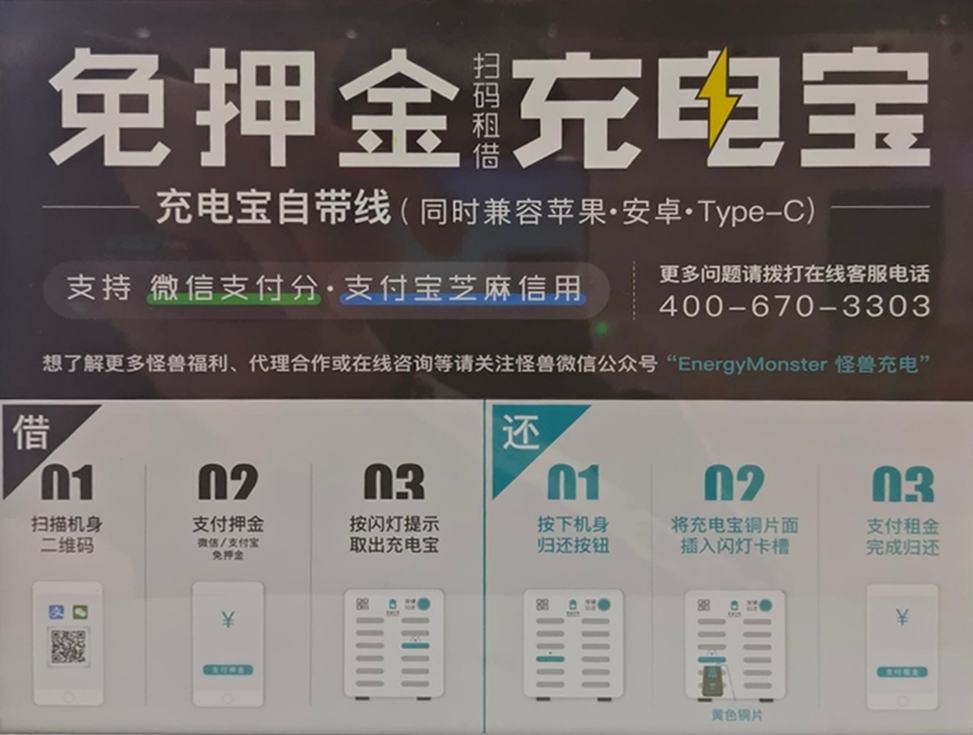 免押金 扫码租借 充电宝
充电宝自带线(同时兼容苹果·安卓·Type-C)
支持 微信支付分·支付宝芝麻信用
更多问题请拨打在线客服电话
400-670-3303
想了解更多怪兽福利、代理合作或在线咨询等请关注怪兽微信公众号“EnergyMonster 怪兽充电”
借
01
扫描机身
二维码
02
支付押金
微信/支付宝
免押金
¥
支付押金
03
按闪灯提示
取出充电宝
还
01
按下机身
归还按钮
02
将充电宝铜片面
插入闪灯卡槽
黄色铜片
03
支付租金
完成归还
¥
支付租金